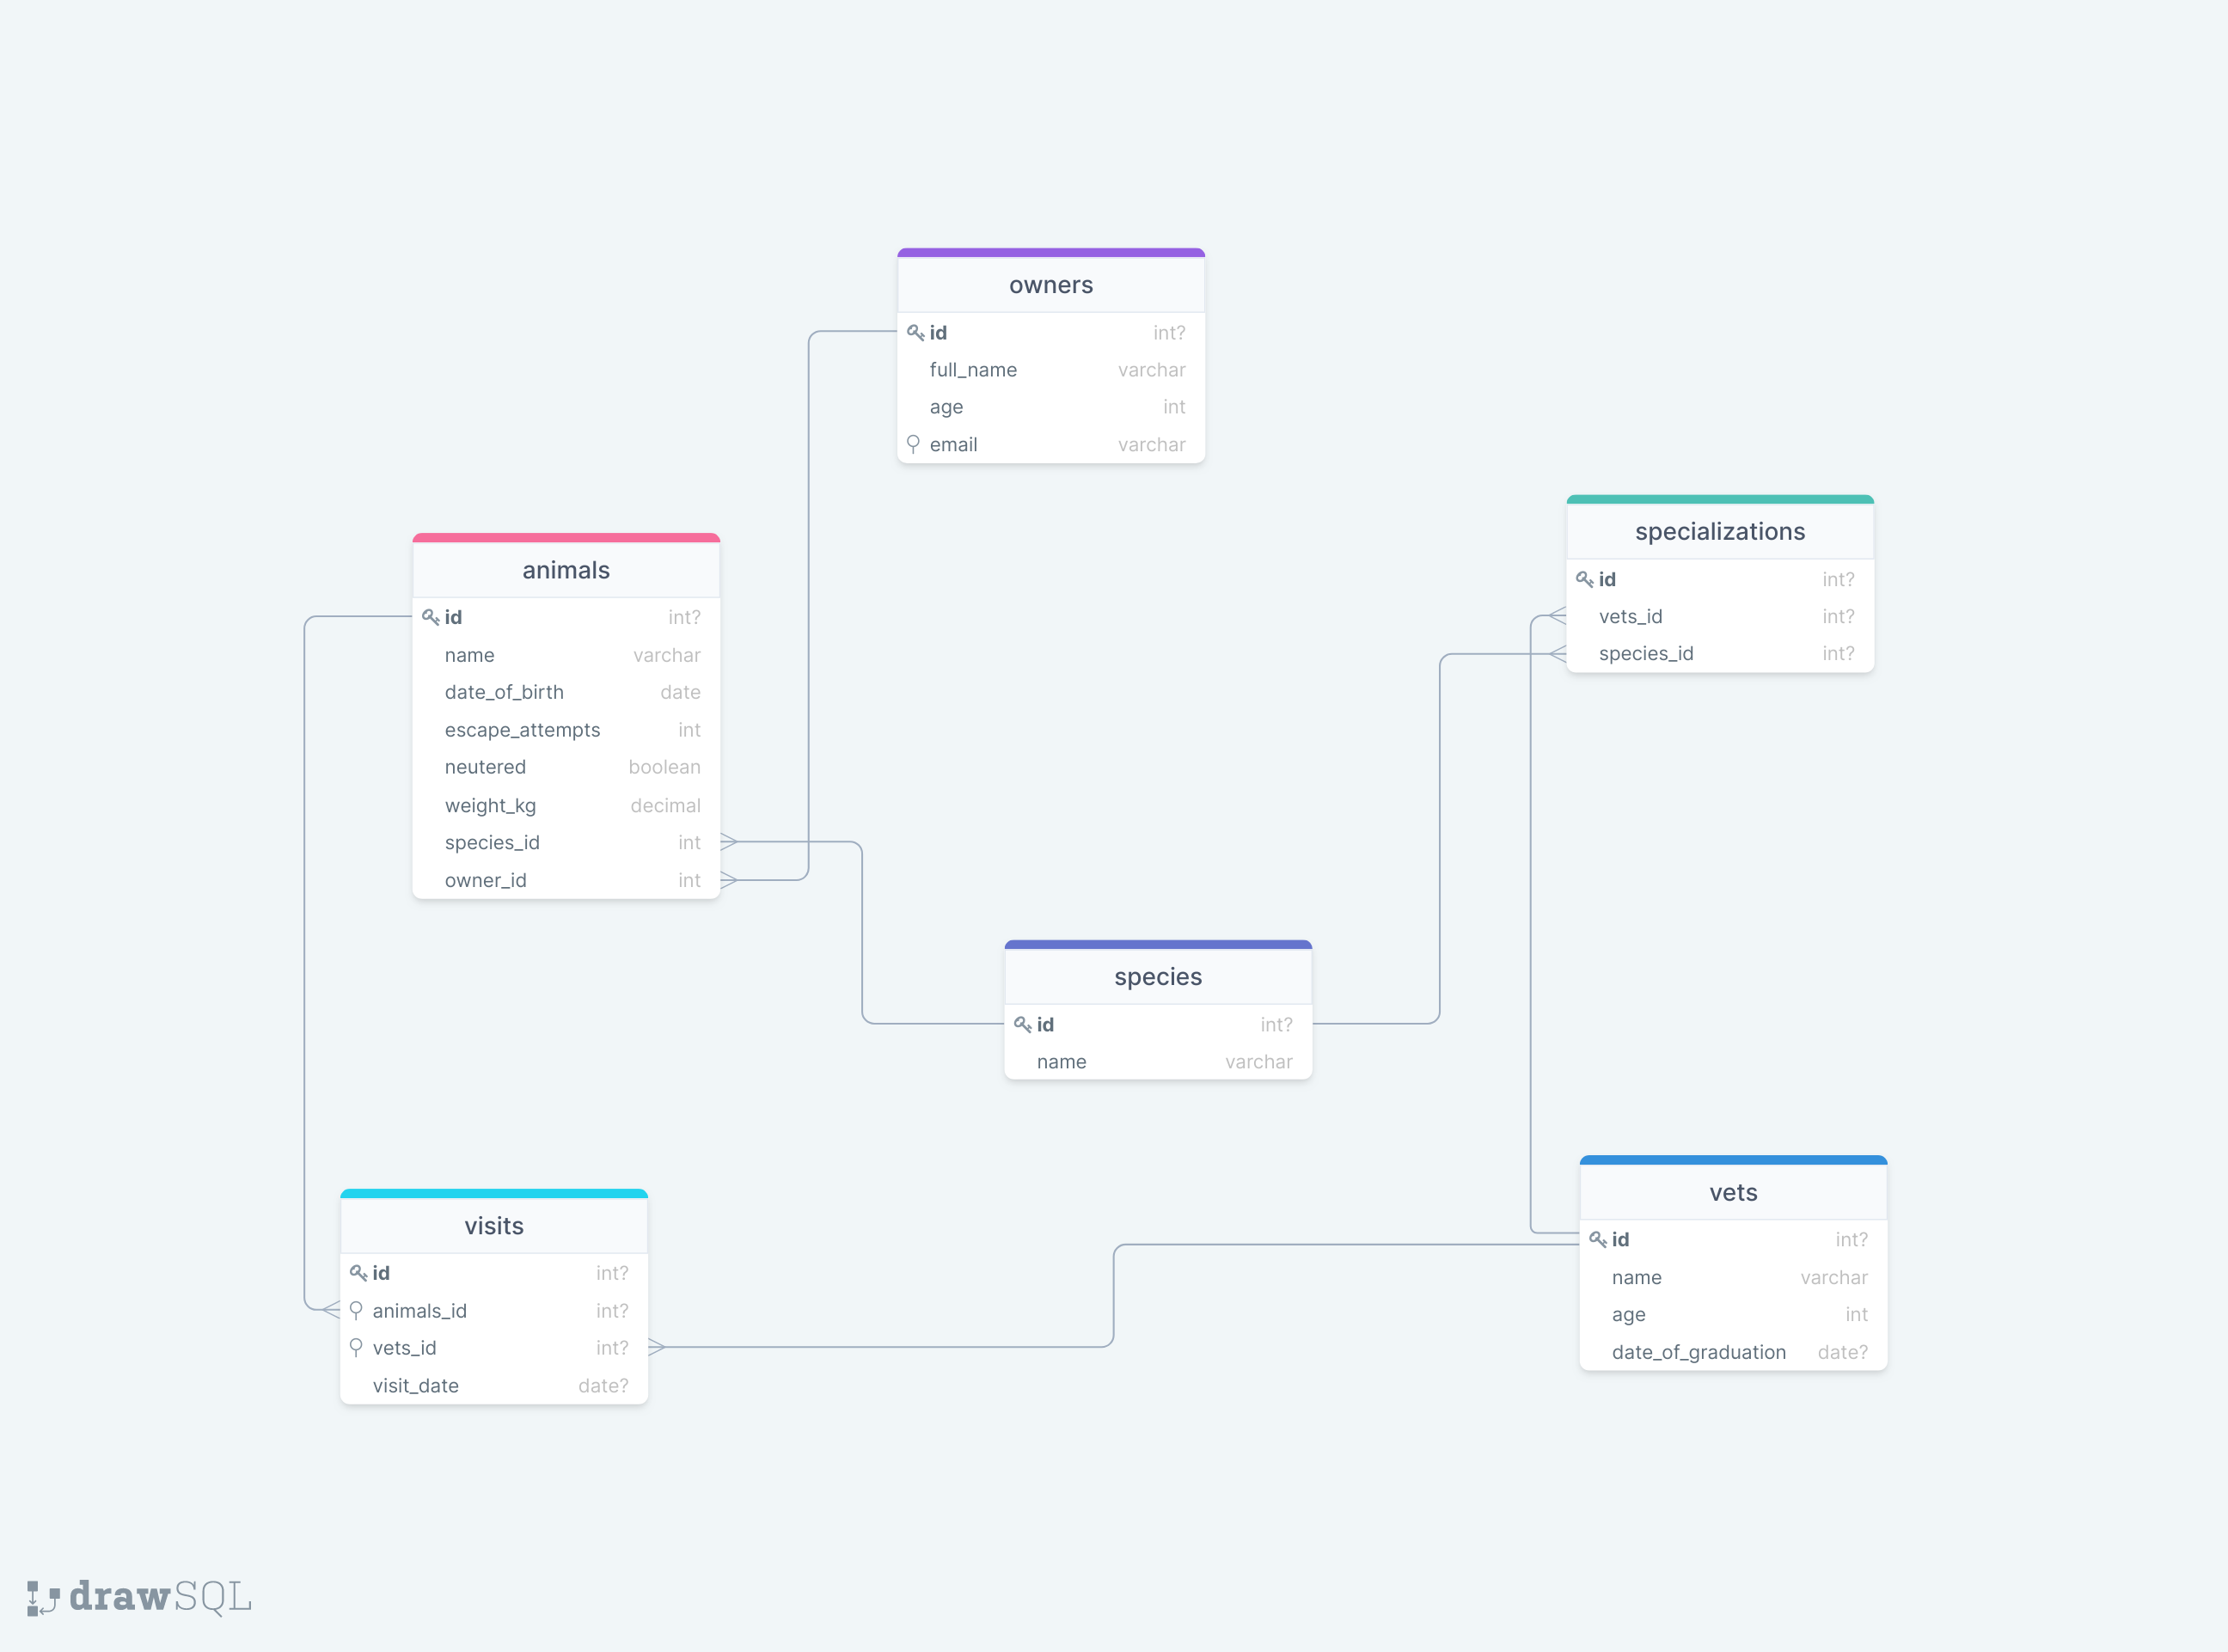 owners
id int?
full_name varchar
age int
email varchar
specializations
id int?
vets_id int?
species_id int?
animals
id int?
name varchar
date_of_birth date
escape_attempts int
neutered boolean
weight_kg decimal
species_id int
owner_id int
species
id int?
name varchar
vets
id int?
name varchar
age int
date_of_graduation date?
visits
id int?
animals_id int?
vets_id int?
visit_date date?
drawSQL